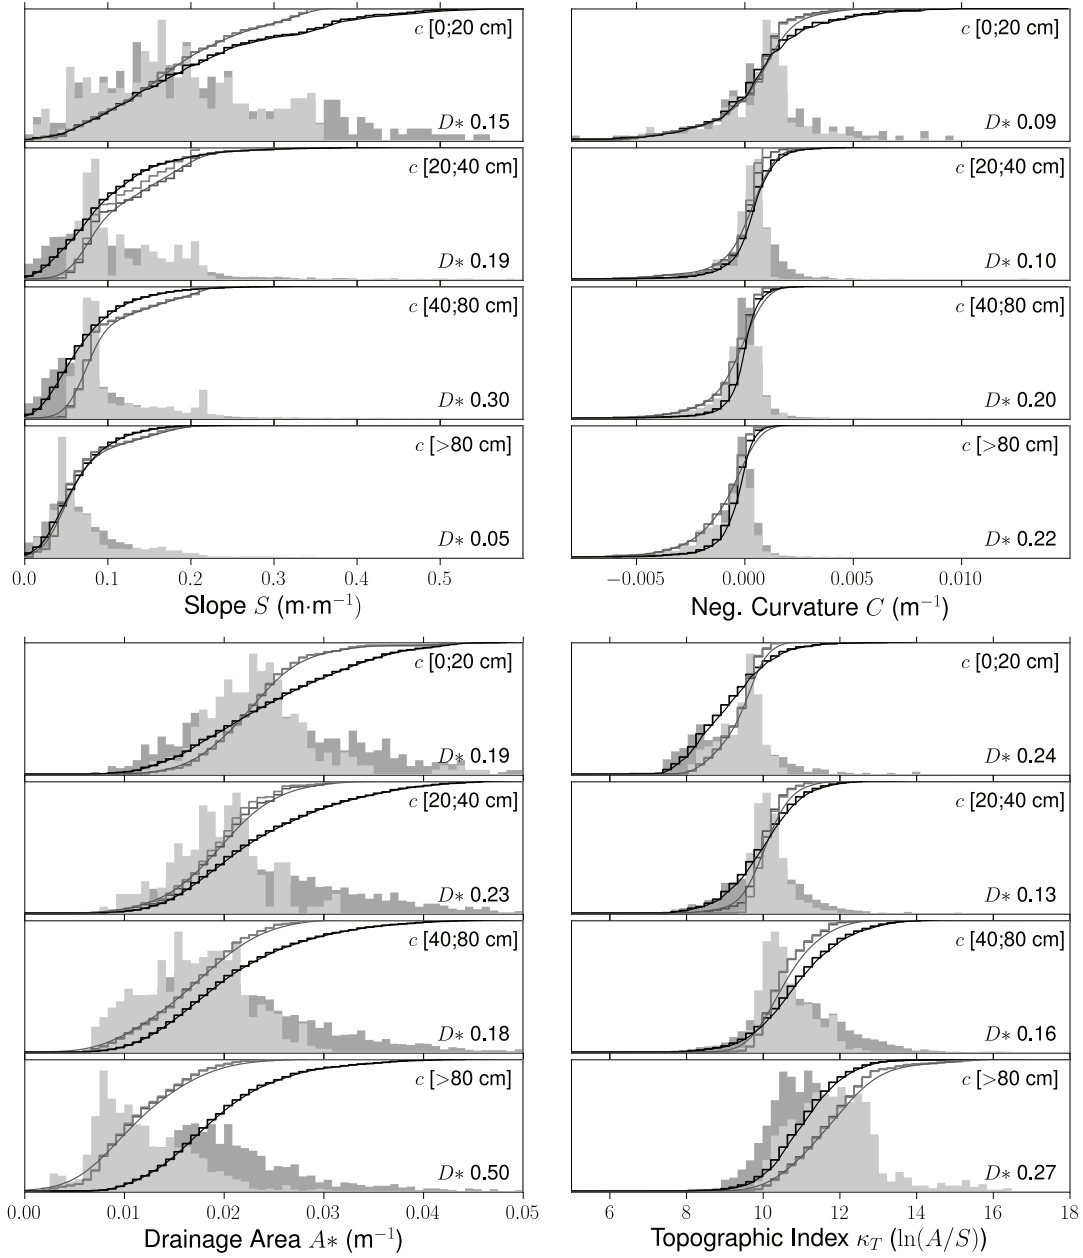 c [0;20 cm]
D* 0.15
c [20;40 cm]
D* 0.19
c [40;80 cm]
D* 0.30
c [>80 cm]
D* 0.05
0.0 0.1 0.2 0.3 0.4 0.5
Slope S (m·m⁻¹)
c [0;20 cm]
D* 0.09
c [20;40 cm]
D* 0.10
c [40;80 cm]
D* 0.20
c [>80 cm]
D* 0.22
−0.005 0.000 0.005 0.010
Neg. Curvature C (m⁻¹)
c [0;20 cm]
D* 0.19
c [20;40 cm]
D* 0.23
c [40;80 cm]
D* 0.18
c [>80 cm]
D* 0.50
0.00 0.01 0.02 0.03 0.04 0.05
Drainage Area A* (m⁻¹)
c [0;20 cm]
D* 0.24
c [20;40 cm]
D* 0.13
c [40;80 cm]
D* 0.16
c [>80 cm]
D* 0.27
6 8 10 12 14 16 18
Topographic Index κ_T (ln(A/S))